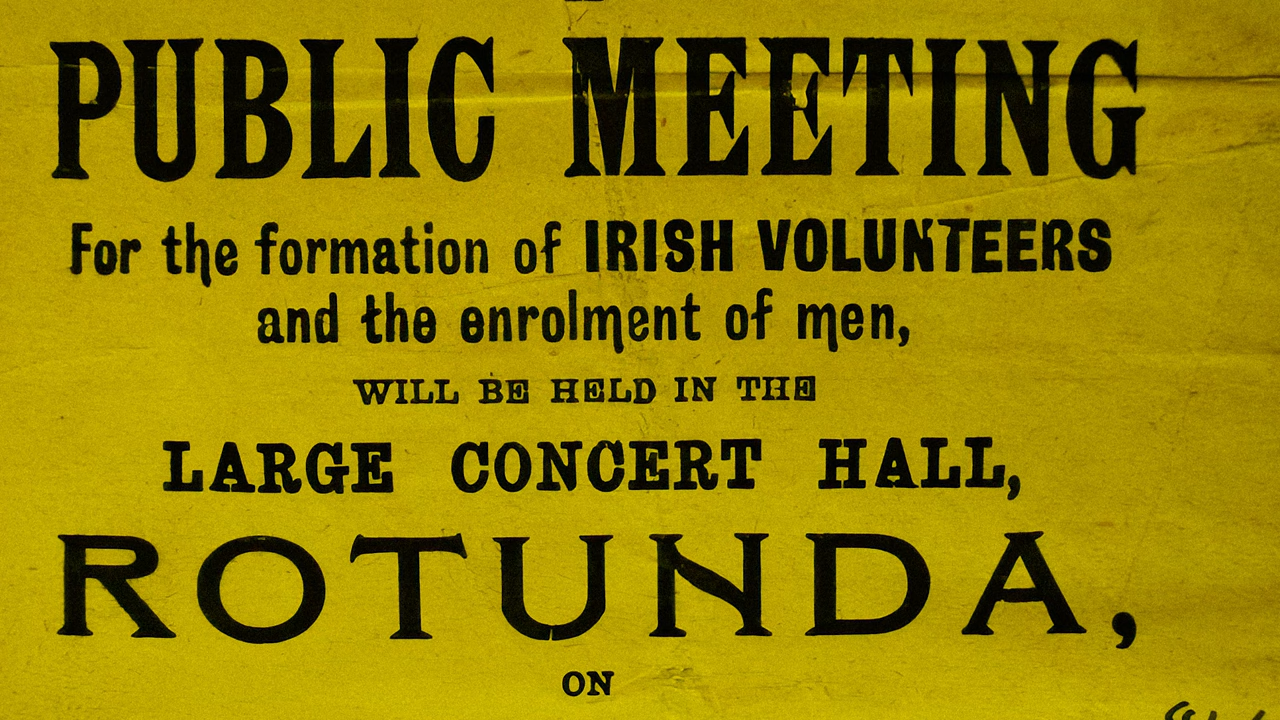 PUBLIC MEETING
For the formation of IRISH VOLUNTEERS
and the enrolment of men,
WILL BE HELD IN THE
LARGE CONCERT HALL,
ROTUNDA,
ON